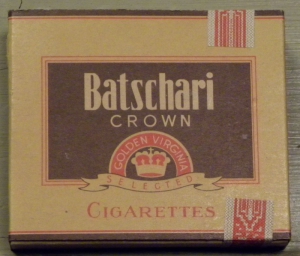 Batschari
CROWN
GOLDEN VIRGINIA
SELECTED
CIGARETTES